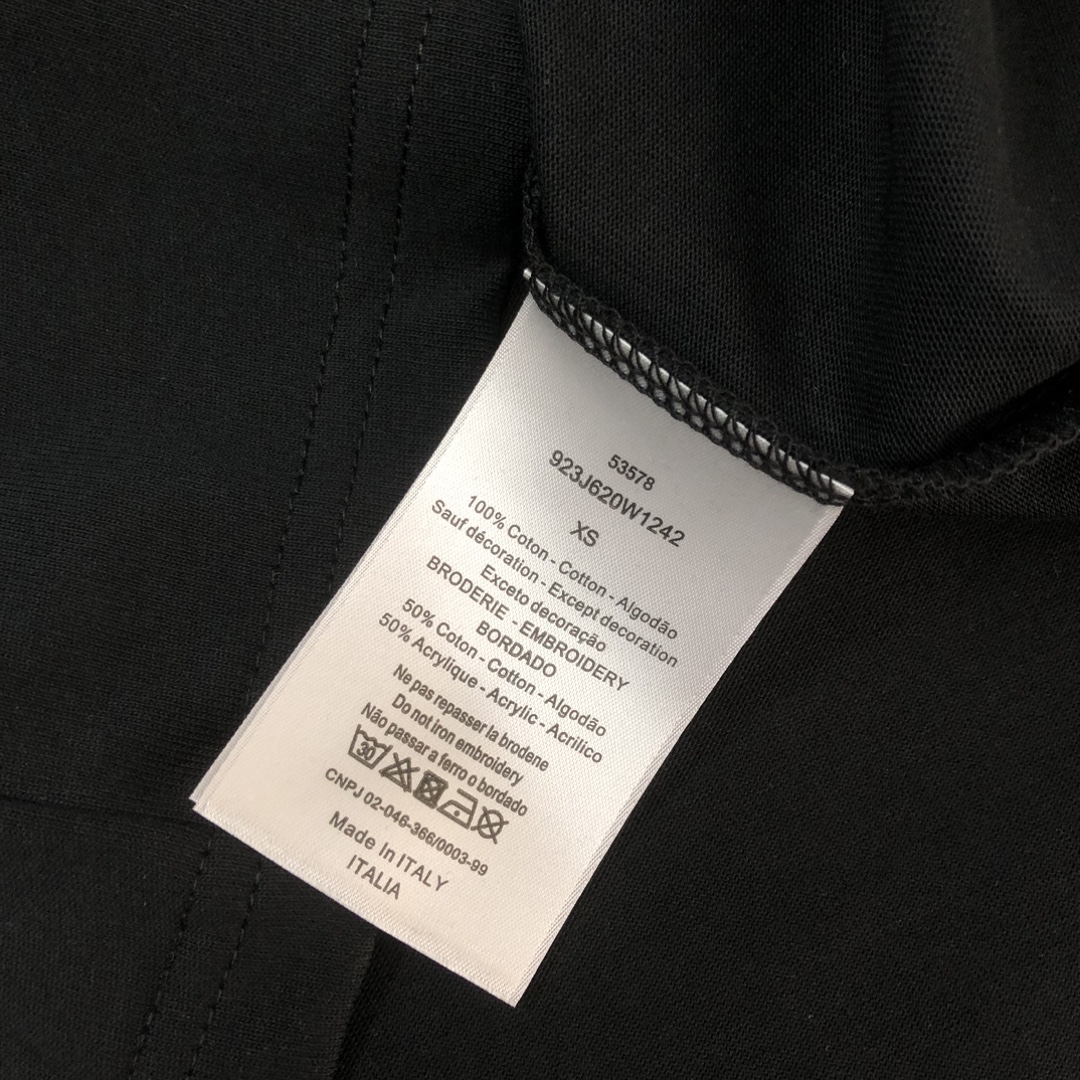 53578
923J620W1242
XS
100% Coton - Cotton - Algodão
Sauf décoration - Except decoration
Exceto decoração
BRODERIE - EMBROIDERY
BORDADO
50% Coton - Cotton - Algodão
50% Acrylique - Acrylic - Acrilico
Ne pas repasser la brodene
Do not iron embroidery
Não passar a ferro o bordado
30
CNPJ 02-046-366/0003-99
Made In ITALY
ITALIA